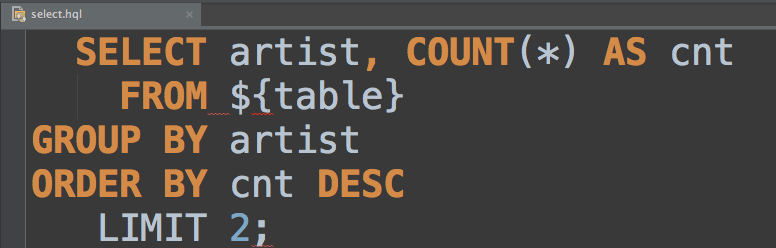 select.hql
SELECT artist, COUNT(*) AS cnt
FROM ${table}
GROUP BY artist
ORDER BY cnt DESC
LIMIT 2;